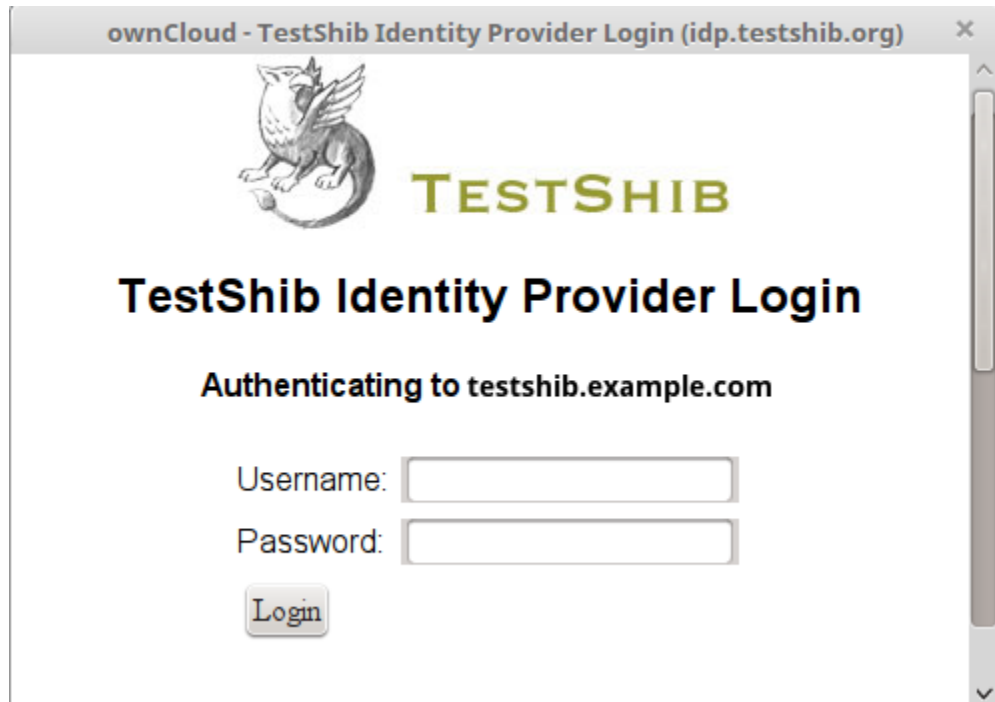 ownCloud - TestShib Identity Provider Login (idp.testshib.org)
TESTSHIB
TestShib Identity Provider Login
Authenticating to testshib.example.com
Username:
Password:
Login